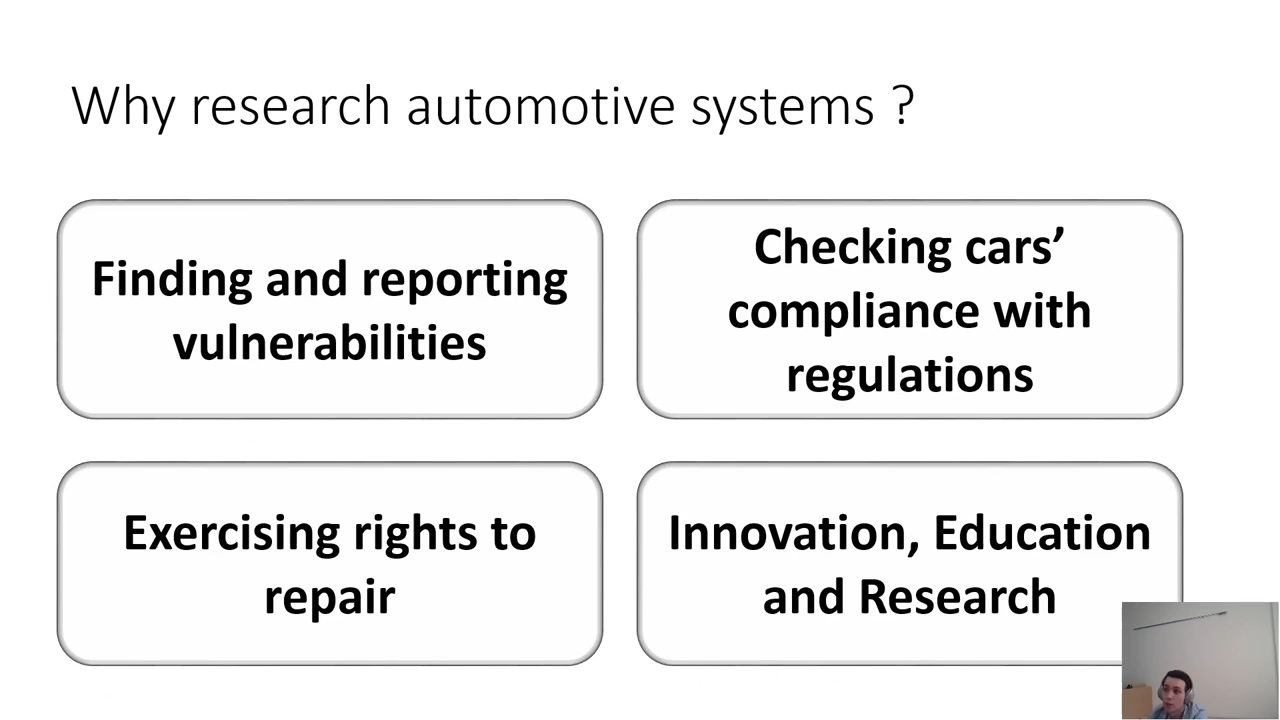 Why research automotive systems ?
Finding and reporting
vulnerabilities
Checking cars’
compliance with
regulations
Exercising rights to
repair
Innovation, Education
and Research